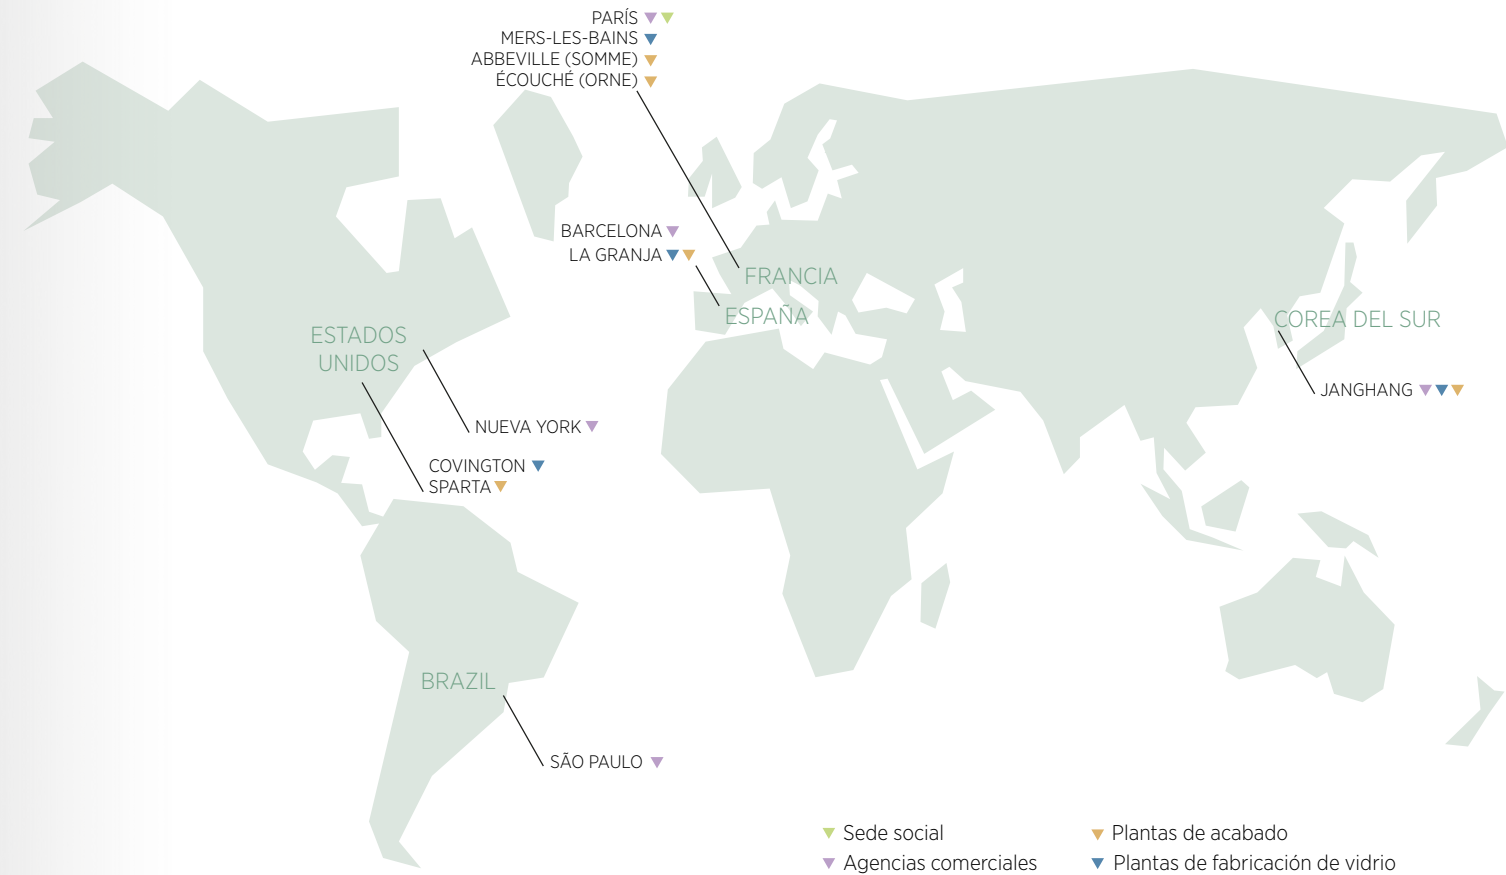 PARÍS
MERS-LES-BAINS
ABBEVILLE (SOMME)
ÉCOUCHÉ (ORNE)
BARCELONA
LA GRANJA
FRANCIA
ESPAÑA
ESTADOS
UNIDOS
COREA DEL SUR
JANGHANG
NUEVA YORK
COVINGTON
SPARTA
BRAZIL
SÃO PAULO
Sede social
Plantas de acabado
Agencias comerciales
Plantas de fabricación de vidrio